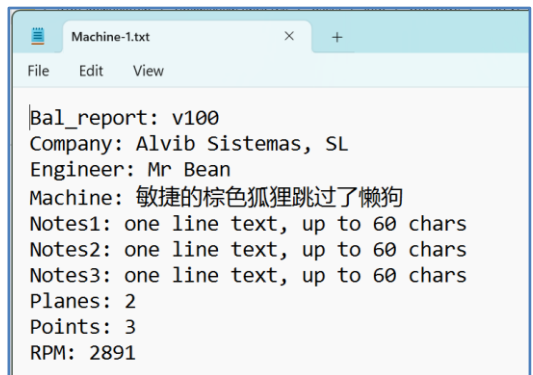 Machine-1.txt
File Edit View
Bal_report: v100
Company: Alvib Sistemas, SL
Engineer: Mr Bean
Machine: 敏捷的棕色狐狸跳过了懒狗
Notes1: one line text, up to 60 chars
Notes2: one line text, up to 60 chars
Notes3: one line text, up to 60 chars
Planes: 2
Points: 3
RPM: 2891